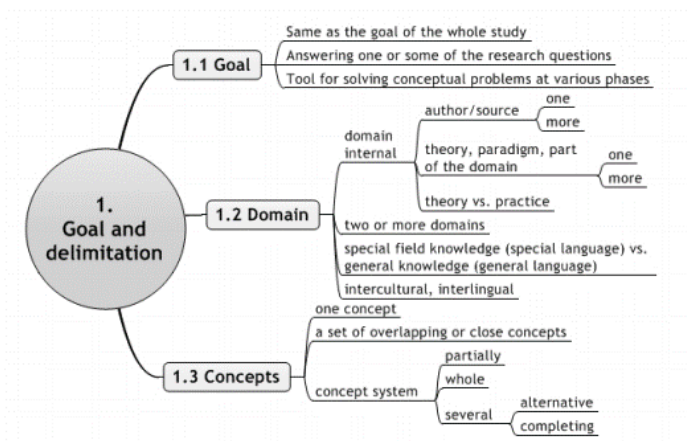 1.
Goal and
delimitation
1.1 Goal
Same as the goal of the whole study
Answering one or some of the research questions
Tool for solving conceptual problems at various phases
1.2 Domain
domain
internal
author/source
one
more
theory, paradigm, part
of the domain
one
more
theory vs. practice
two or more domains
special field knowledge (special language) vs.
general knowledge (general language)
intercultural, interlingual
1.3 Concepts
one concept
a set of overlapping or close concepts
concept system
partially
whole
several
alternative
completing